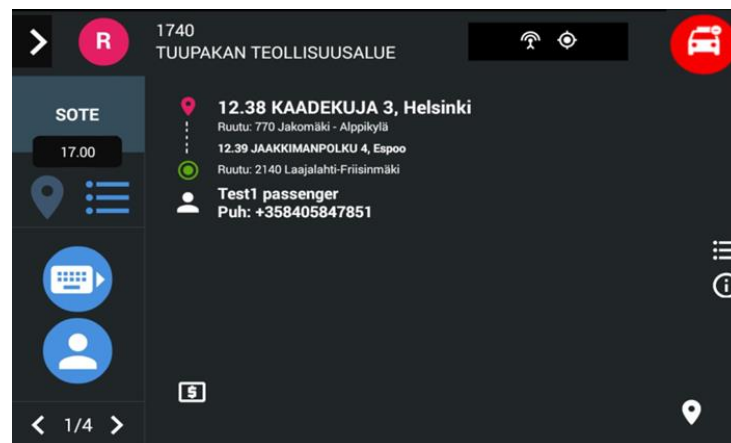 R
1740
TUUPAKAN TEOLLISUUSALUE
SOTE
17.00
12.38 KAADEKUJA 3, Helsinki
Ruutu: 770 Jakomäki - Alppikylä
12.39 JAAKKIMANPOLKU 4, Espoo
Ruutu: 2140 Laajalahti-Friisinmäki
Test1 passenger
Puh: +358405847851
1/4